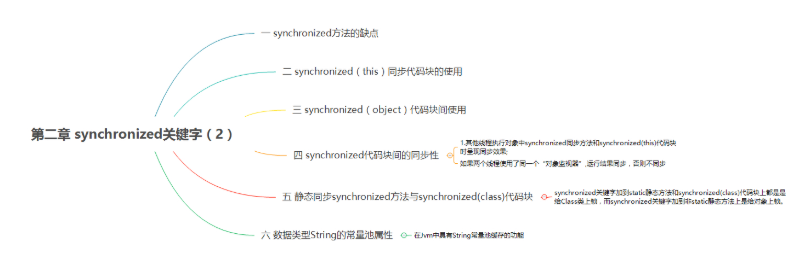 第二章 synchronized关键字（2）
一 synchronized方法的缺点
二 synchronized（this）同步代码块的使用
三 synchronized（object）代码块间使用
四 synchronized代码块间的同步性
1.其他线程执行对象中synchronized同步方法和synchronized(this)代码块
时呈现同步效果;
如果两个线程使用了同一个“对象监视器”,运行结果同步，否则不同步
五 静态同步synchronized方法与synchronized(class)代码块
synchronized关键字加到static静态方法和synchronized(class)代码块上都是是
给Class类上锁，而synchronized关键字加到非static静态方法上是给对象上锁。
六 数据类型String的常量池属性
在Jvm中具有String常量池缓存的功能